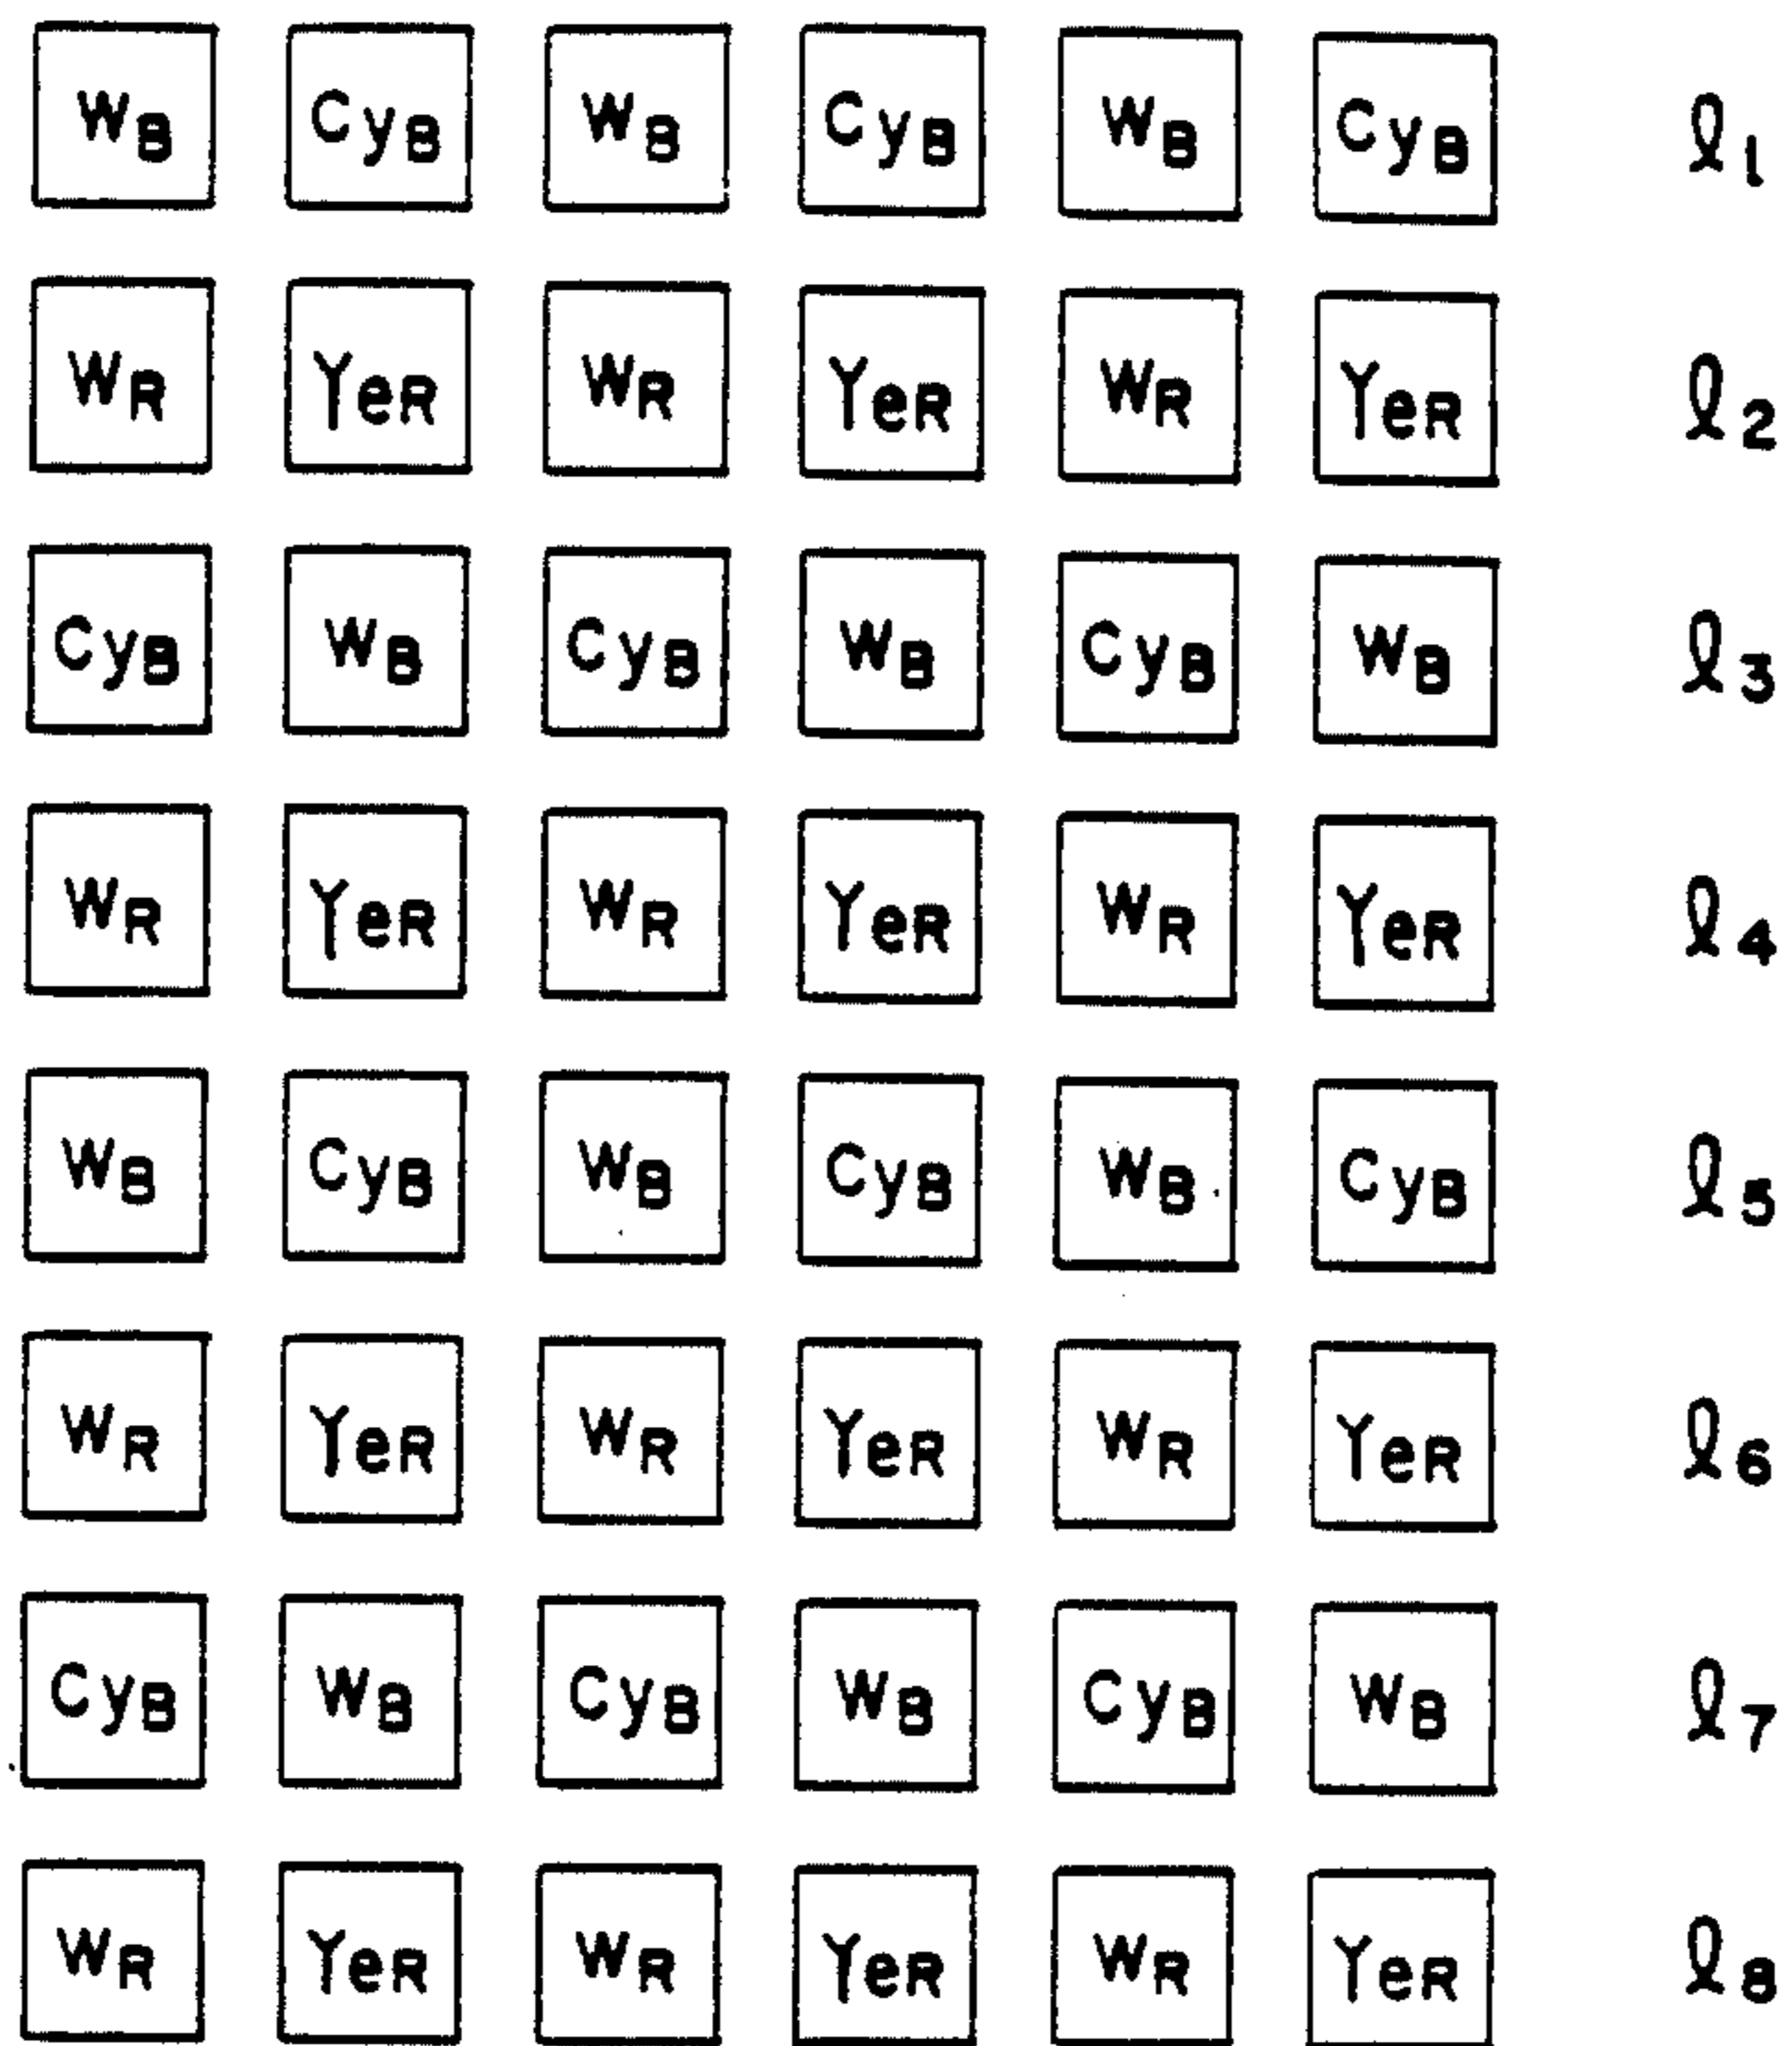 WB CyB WB CyB WB CyB ℓ1
WR YeR WR YeR WR YeR ℓ2
CyB WB CyB WB CyB WB ℓ3
WR YeR WR YeR WR YeR ℓ4
WB CyB WB CyB WB CyB ℓ5
WR YeR WR YeR WR YeR ℓ6
CyB WB CyB WB CyB WB ℓ7
WR YeR WR YeR WR YeR ℓ8